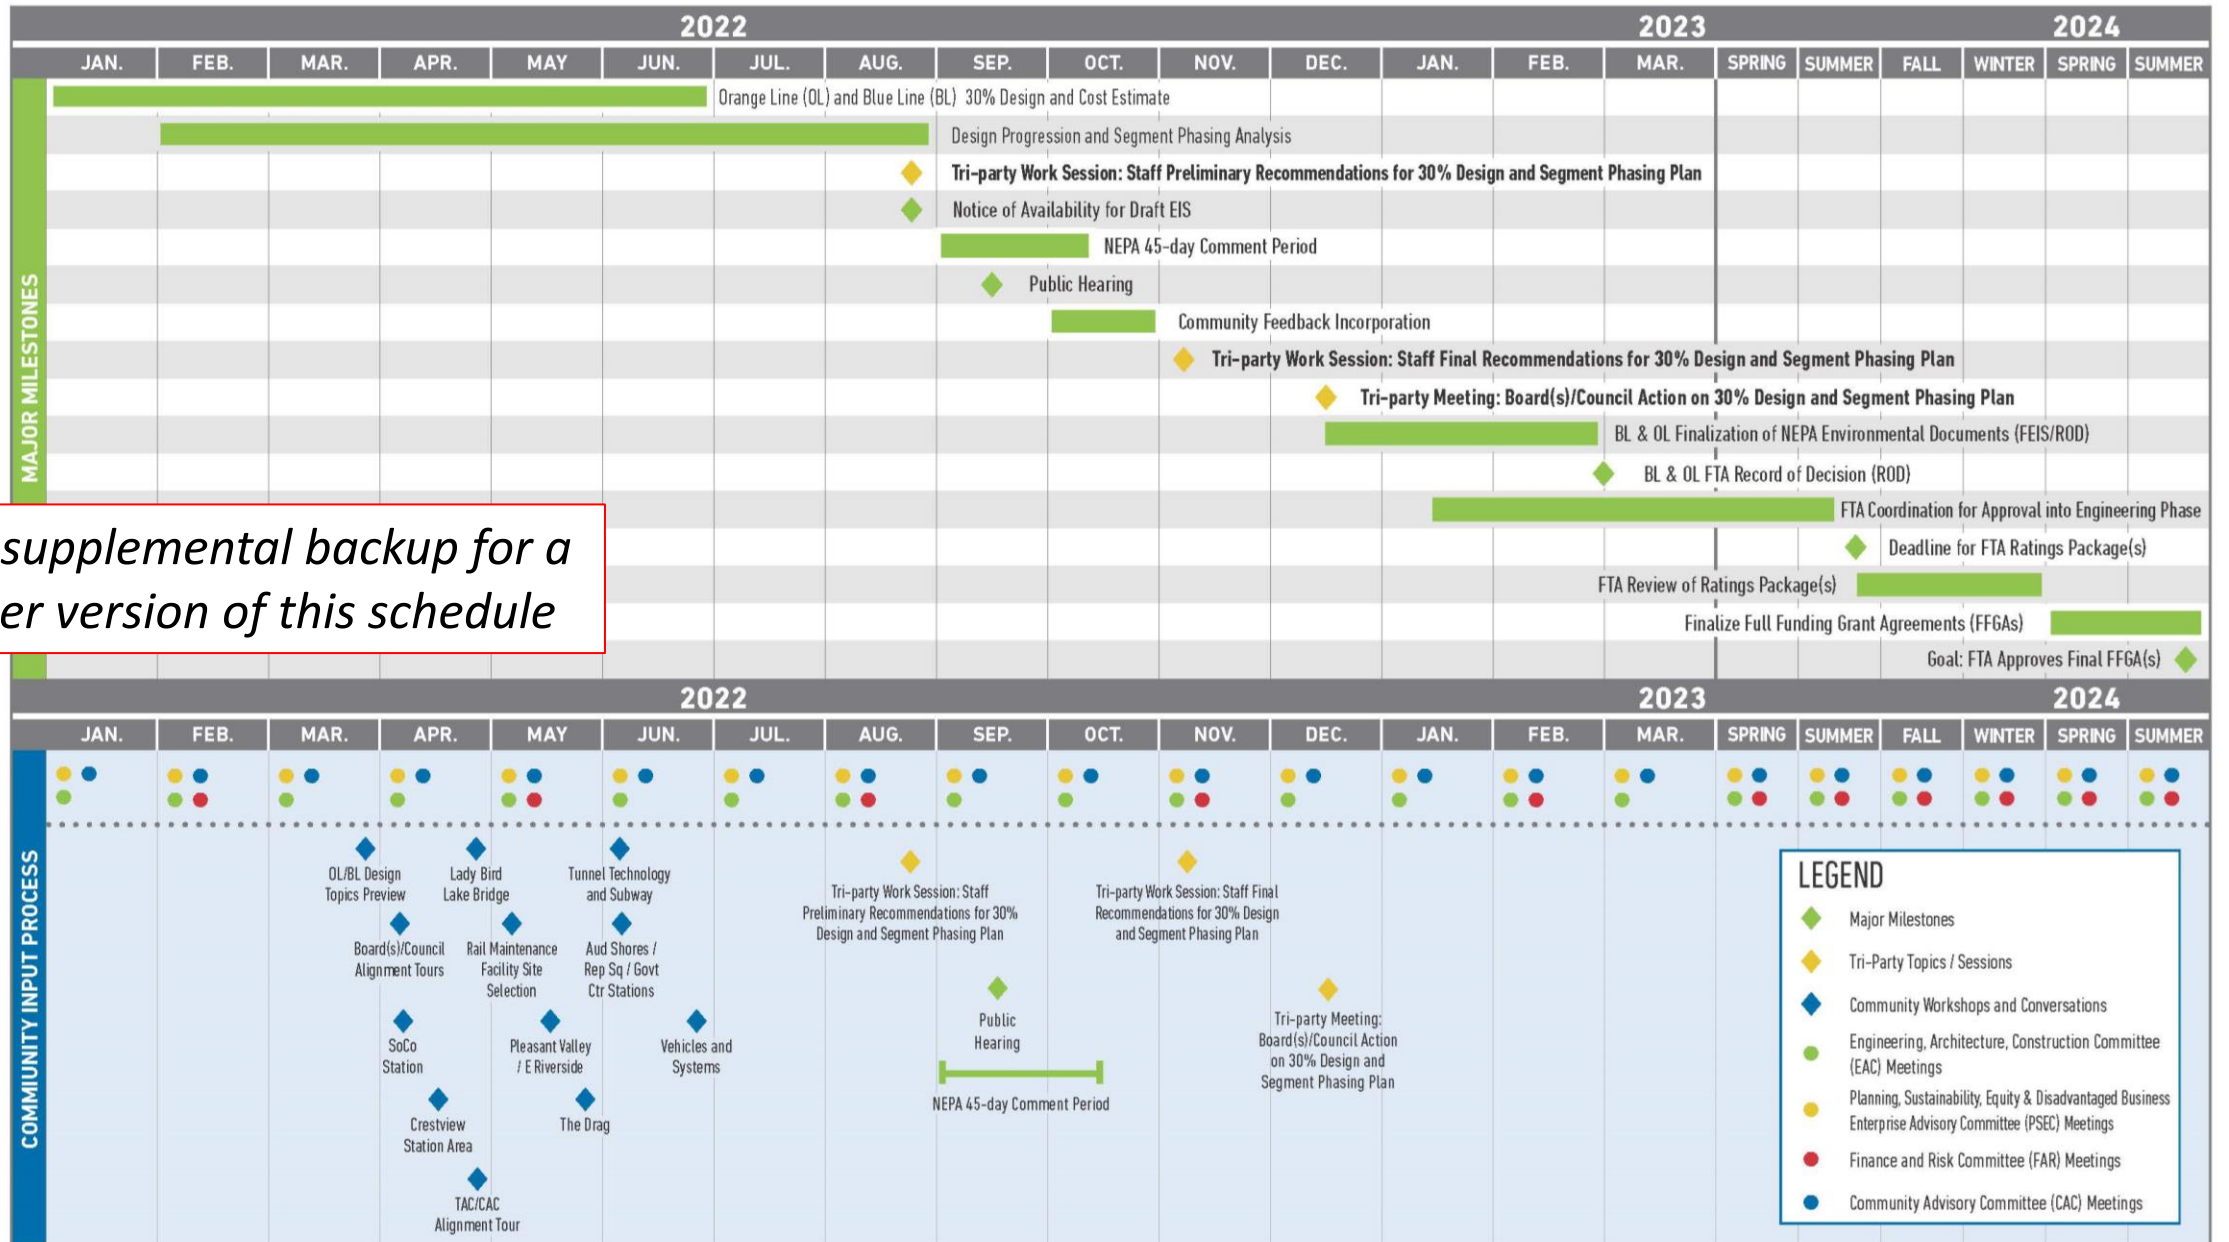 2022 2023 2024
JAN. FEB. MAR. APR. MAY JUN. JUL. AUG. SEP. OCT. NOV. DEC. JAN. FEB. MAR. SPRING SUMMER FALL WINTER SPRING SUMMER
MAJOR MILESTONES
Orange Line (OL) and Blue Line (BL) 30% Design and Cost Estimate
Design Progression and Segment Phasing Analysis
Tri-party Work Session: Staff Preliminary Recommendations for 30% Design and Segment Phasing Plan
Notice of Availability for Draft EIS
NEPA 45-day Comment Period
Public Hearing
Community Feedback Incorporation
Tri-party Work Session: Staff Final Recommendations for 30% Design and Segment Phasing Plan
Tri-party Meeting: Board(s)/Council Action on 30% Design and Segment Phasing Plan
BL & OL Finalization of NEPA Environmental Documents (FEIS/ROD)
BL & OL FTA Record of Decision (ROD)
FTA Coordination for Approval into Engineering Phase
Deadline for FTA Ratings Package(s)
FTA Review of Ratings Package(s)
Finalize Full Funding Grant Agreements (FFGAs)
Goal: FTA Approves Final FFGA(s)
supplemental backup for a
er version of this schedule
2022 2023 2024
JAN. FEB. MAR. APR. MAY JUN. JUL. AUG. SEP. OCT. NOV. DEC. JAN. FEB. MAR. SPRING SUMMER FALL WINTER SPRING SUMMER
COMMIUNITY INPUT PROCESS
OL/BL Design
Topics Preview
Board(s)/Council
Alignment Tours
SoCo
Station
Crestview
Station Area
TAC/CAC
Alignment Tour
Lady Bird
Lake Bridge
Rail Maintenance
Facility Site
Selection
Pleasant Valley
/ E Riverside
The Drag
Tunnel Technology
and Subway
Aud Shores /
Rep Sq / Govt
Ctr Stations
Vehicles and
Systems
Tri-party Work Session: Staff
Preliminary Recommendations for 30%
Design and Segment Phasing Plan
Public
Hearing
NEPA 45-day Comment Period
Tri-party Work Session: Staff Final
Recommendations for 30% Design
and Segment Phasing Plan
Tri-party Meeting:
Board(s)/Council Action
on 30% Design and
Segment Phasing Plan
LEGEND
Major Milestones
Tri-Party Topics / Sessions
Community Workshops and Conversations
Engineering, Architecture, Construction Committee
(EAC) Meetings
Planning, Sustainability, Equity & Disadvantaged Business
Enterprise Advisory Committee (PSEC) Meetings
Finance and Risk Committee (FAR) Meetings
Community Advisory Committee (CAC) Meetings